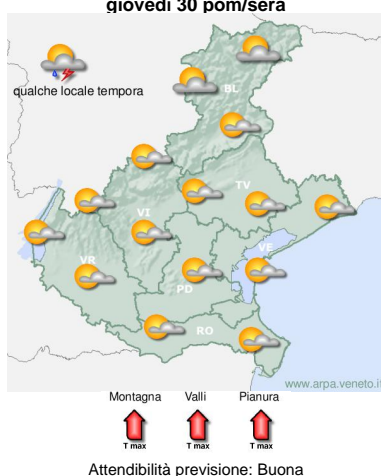 giovedì 30 pom/sera
qualche locale tempora
BL
TV
VI
VE
VR
PD
RO
www.arpa.veneto.it
Montagna Valli Pianura
T max T max T max
Attendibilità previsione: Buona